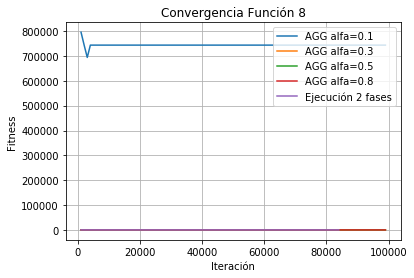 Convergencia Función 8
800000
700000
600000
500000
400000
300000
200000
100000
0
Fitness
0
20000
40000
60000
80000
100000
Iteración
AGG alfa=0.1
AGG alfa=0.3
AGG alfa=0.5
AGG alfa=0.8
Ejecución 2 fases